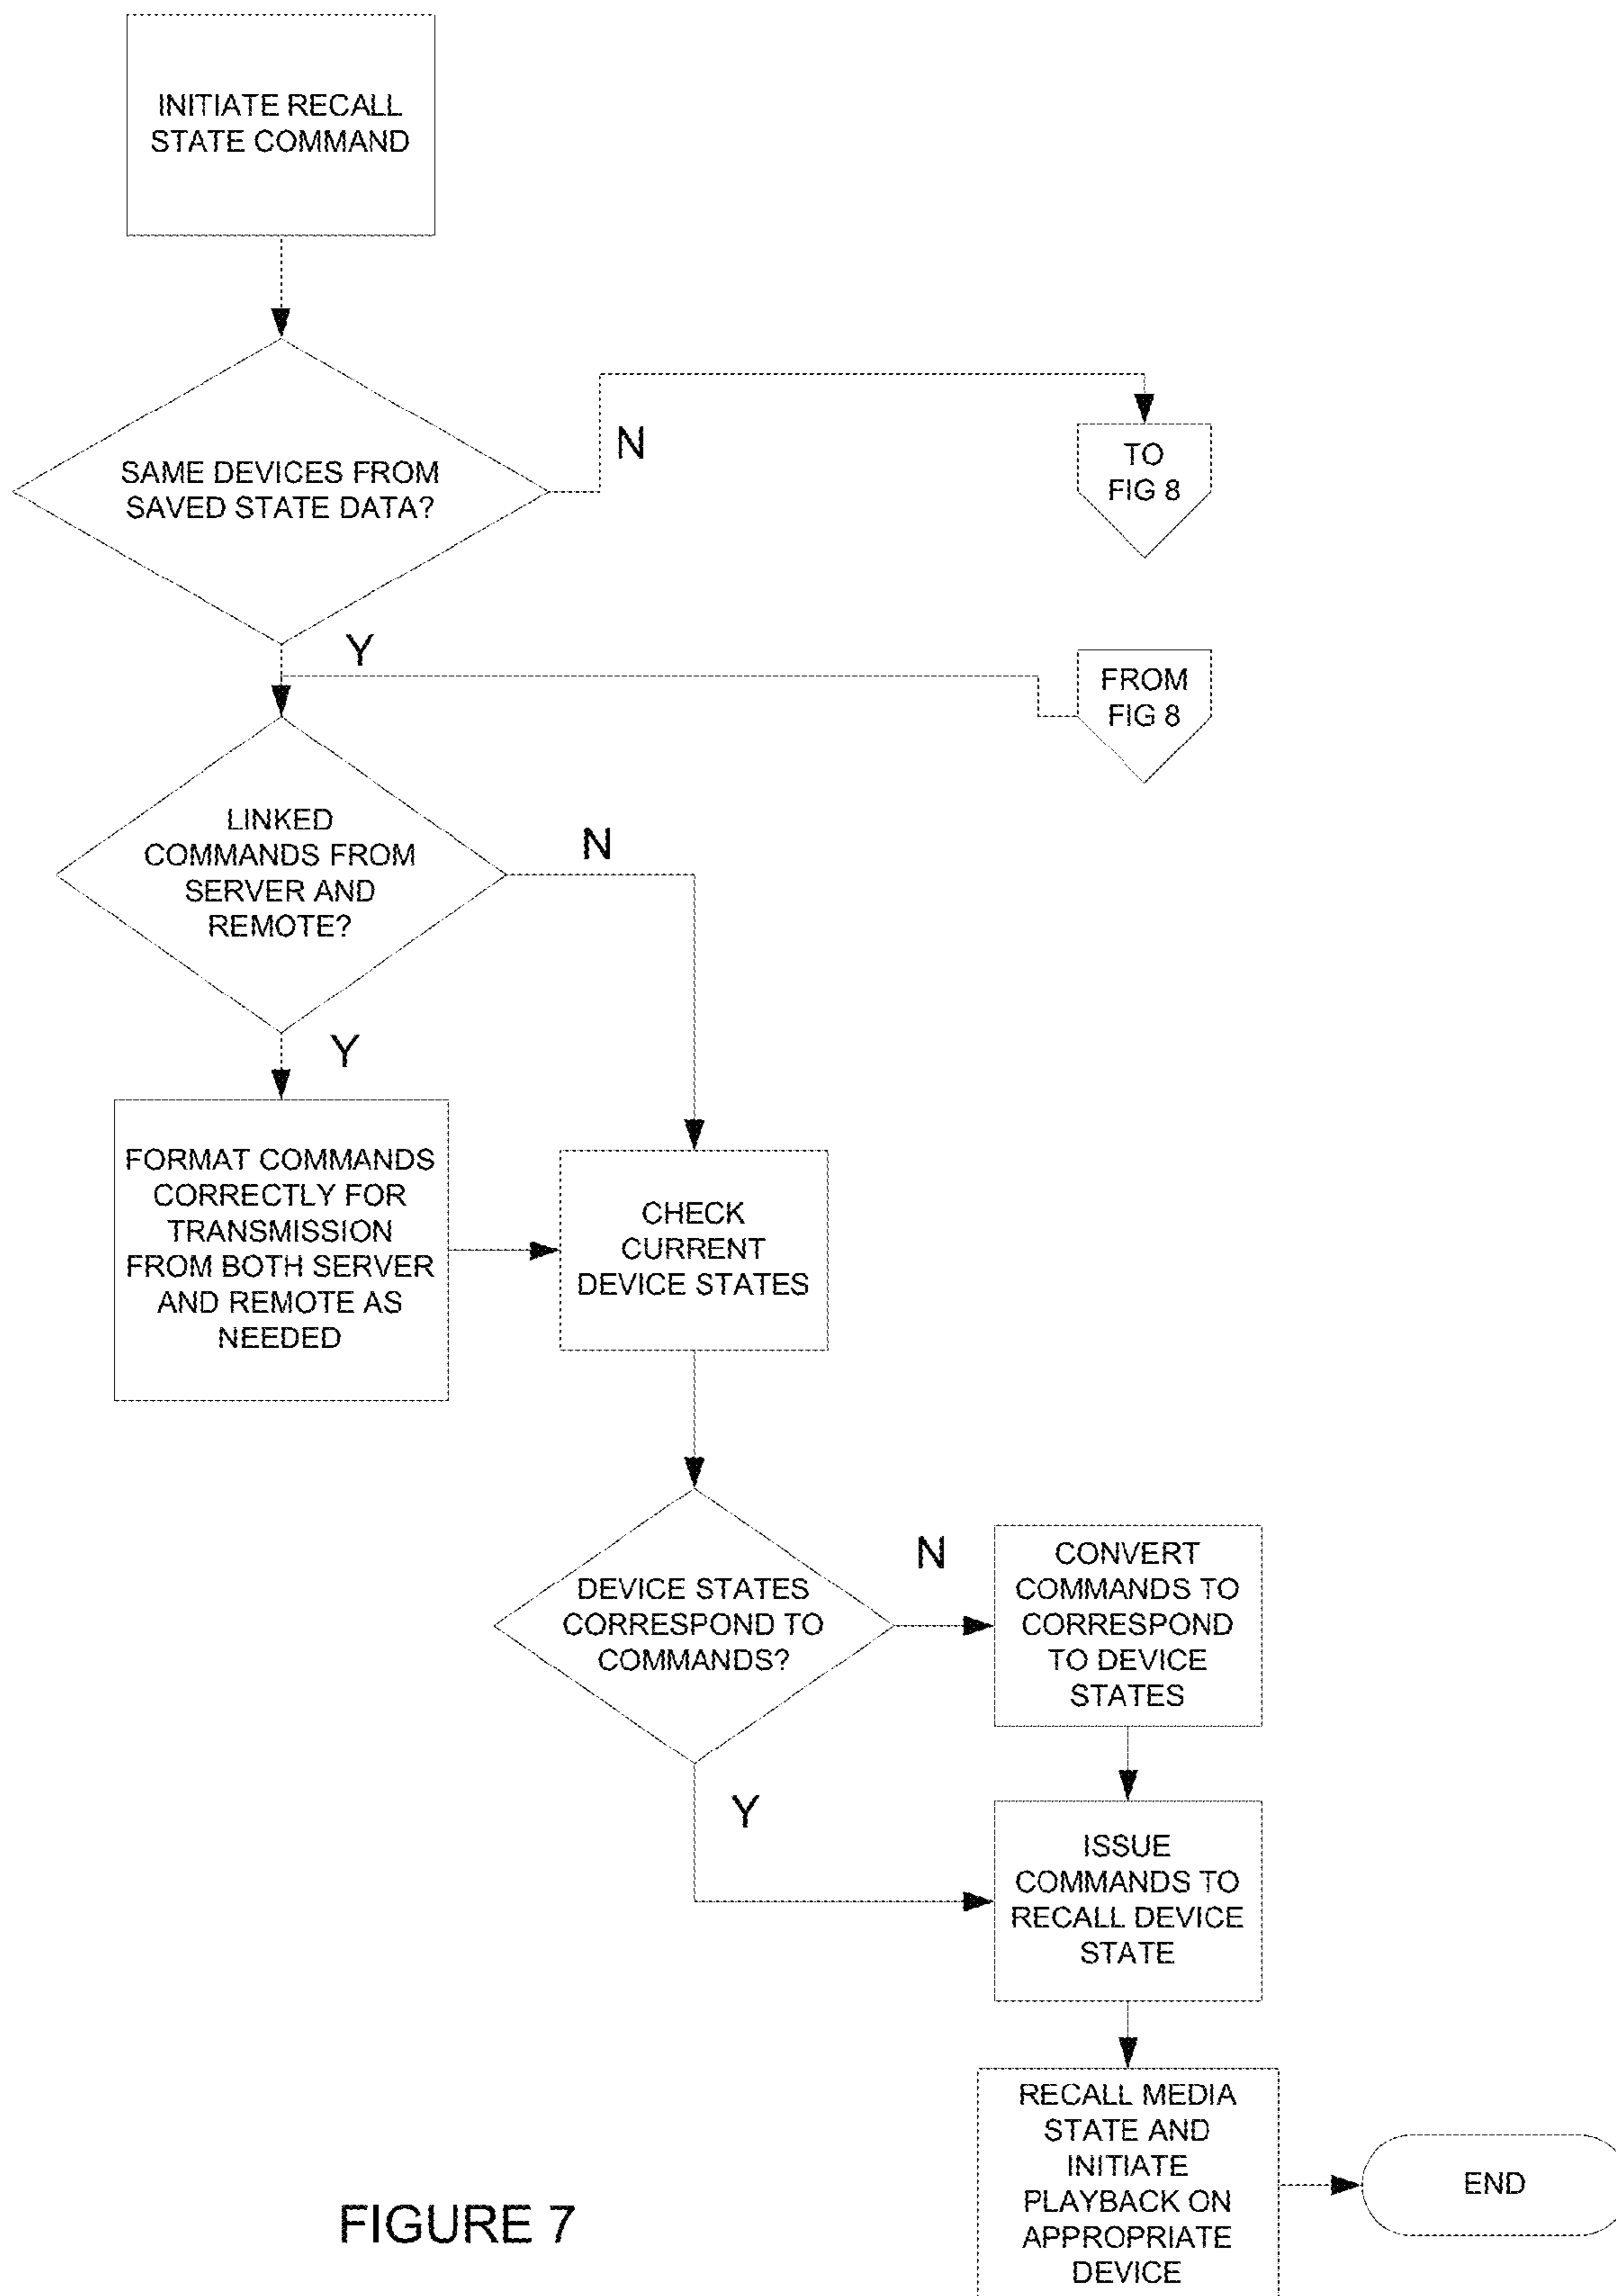 INITIATE RECALL
STATE COMMAND
SAME DEVICES FROM
SAVED STATE DATA?
N
TO
FIG 8
Y
FROM
FIG 8
LINKED
COMMANDS FROM
SERVER AND
REMOTE?
N
Y
FORMAT COMMANDS
CORRECTLY FOR
TRANSMISSION
FROM BOTH SERVER
AND REMOTE AS
NEEDED
CHECK
CURRENT
DEVICE STATES
DEVICE STATES
CORRESPOND TO
COMMANDS?
N
CONVERT
COMMANDS TO
CORRESPOND
TO DEVICE
STATES
Y
ISSUE
COMMANDS TO
RECALL DEVICE
STATE
RECALL MEDIA
STATE AND
INITIATE
PLAYBACK ON
APPROPRIATE
DEVICE
END
FIGURE 7